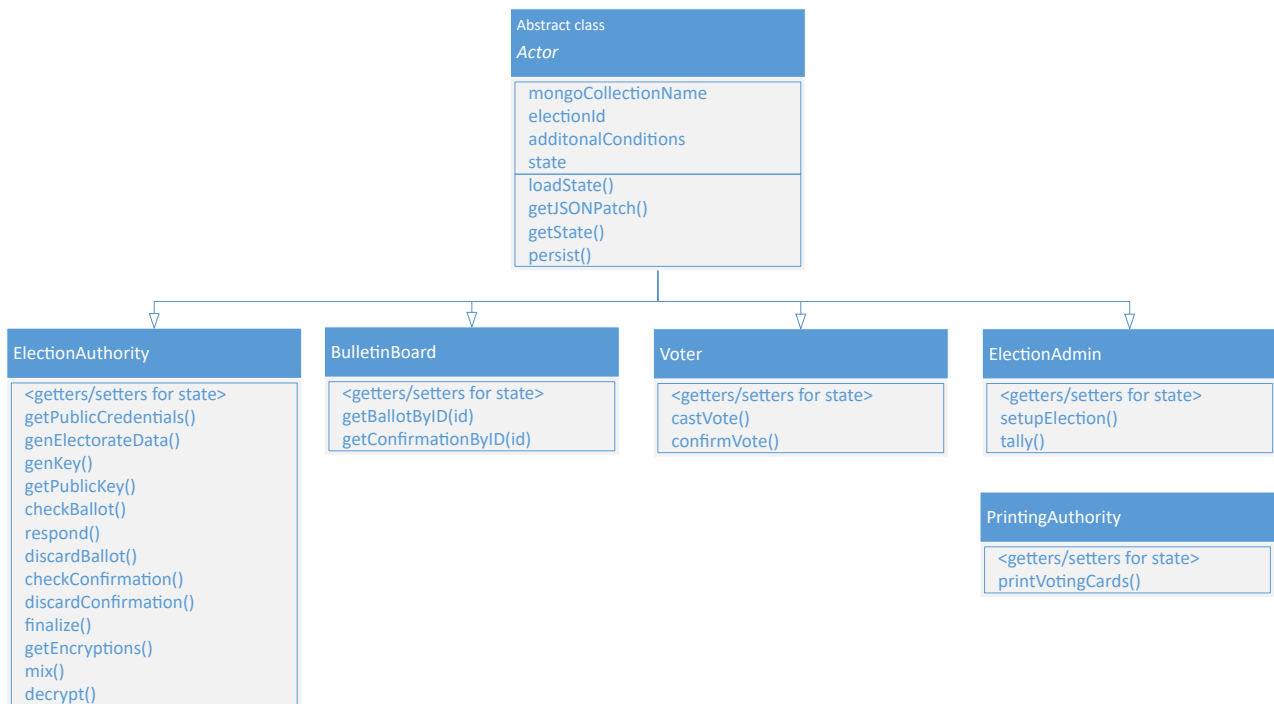 Abstract class
Actor
mongoCollectionName
electionId
additonalConditions
state
loadState()
getJSONPatch()
getState()
persist()
ElectionAuthority
<getters/setters for state>
getPublicCredentials()
genElectorateData()
genKey()
getPublicKey()
checkBallot()
respond()
discardBallot()
checkConfirmation()
discardConfirmation()
finalize()
getEncryptions()
mix()
decrypt()
BulletinBoard
<getters/setters for state>
getBallotByID(id)
getConfirmationByID(id)
Voter
<getters/setters for state>
castVote()
confirmVote()
ElectionAdmin
<getters/setters for state>
setupElection()
tally()
PrintingAuthority
<getters/setters for state>
printVotingCards()